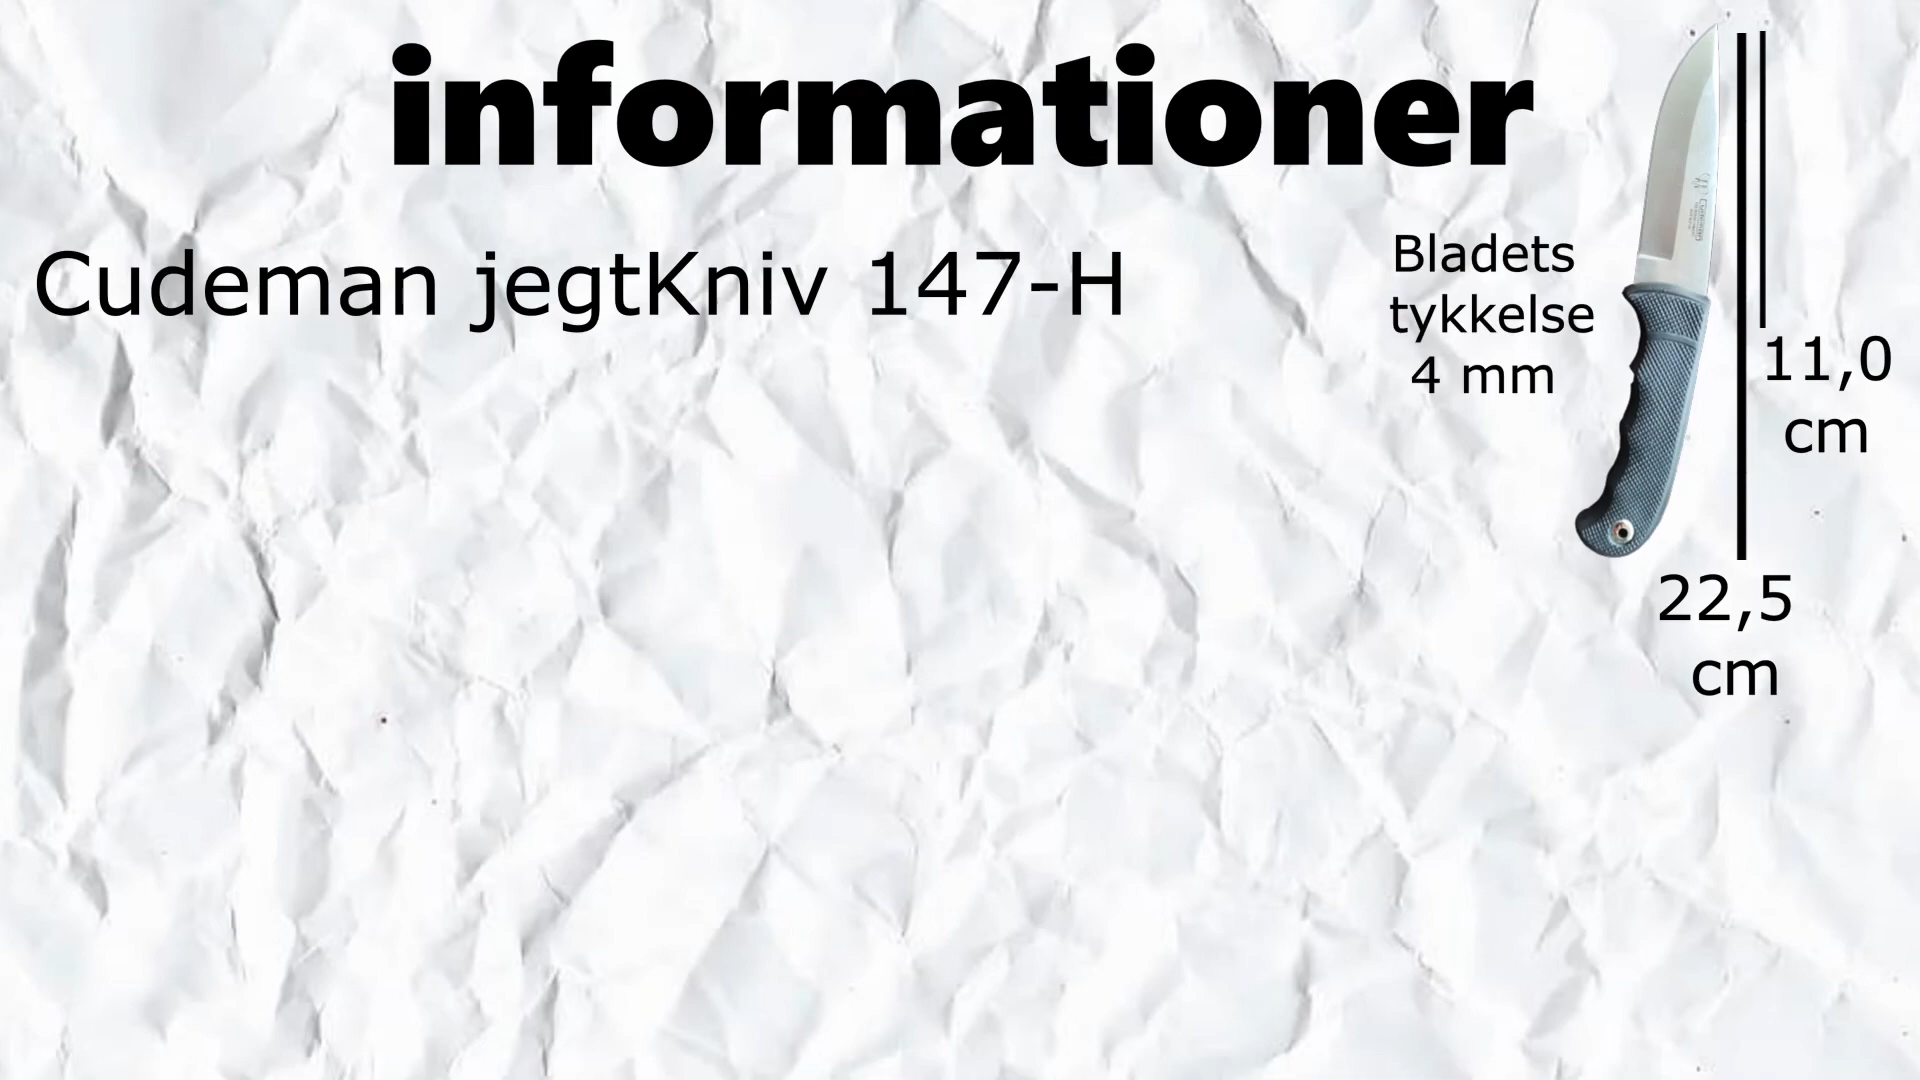 informationer
Cudeman jegtKniv 147-H
Bladets
tykkelse
4 mm
11,0
cm
22,5
cm